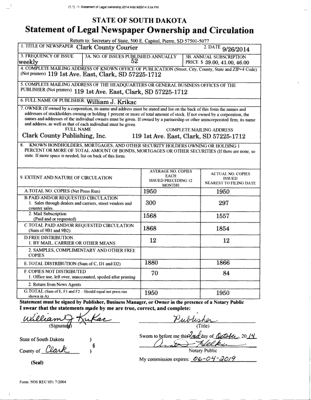 STATE OF SOUTH DAKOTA
Statement of Legal Newspaper Ownership and Circulation
Return to: Secretary of State, 500 E. Capitol, Pierre, SD 57501-5077
1. TITLE OF NEWSPAPER Clark County Courier 2. DATE 9/26/2014
3. FREQUENCY OF ISSUE 3A. NO. OF ISSUES PUBLISHED ANNUALLY 3B. ANNUAL SUBSCRIPTION
weekly 52 PRICE $ 39.00, 41.00, 46.00
4. COMPLETE MAILING ADDRESS OF KNOWN OFFICE OF PUBLICATION (Street, City, County, State and ZIP+4 Code)
(Not printers) 119 1st Ave. East, Clark, SD 57225-1712
5. COMPLETE MAILING ADDRESS OF THE HEADQUARTERS OR GENERAL BUSINESS OFFICES OF THE
PUBLISHER (Not printers) 119 1st Ave. East, Clark, SD 57225-1712
6. FULL NAME OF PUBLISHER William J. Krikac
7. OWNER (If owned by a corporation, its name and address must be stated and list on the back of this form the names and
addresses of stockholders owning or holding 1 percent or more of total amount of stock. If not owned by a corporation, the
names and addresses of the individual owners must be given. If owned by a partnership or other unincorporated firm, its name
and address, as well as that of each individual must be given.
FULL NAME COMPLETE MAILING ADDRESS
Clark County Publishing, Inc. 119 1st Ave. East, Clark, SD 57225-1712
8. KNOWN BONDHOLDERS, MORTGAGES, AND OTHER SECURITY HOLDERS OWNING OR HOLDING 1
PERCENT OR MORE OF TOTAL AMOUNT OF BONDS, MORTGAGES OR OTHER SECURITIES (If there are none, so
state. If more space is needed, list on back of this form.
9. EXTENT AND NATURE OF CIRCULATION
AVERAGE NO. COPIES
EACH
ISSUED PRECEDING 12
MONTHS
ACTUAL NO. COPIES
ISSUED
NEAREST TO FILING DATE
A.TOTAL NO. COPIES (Net Press Run) 1950 1950
B.PAID AND/OR REQUESTED CIRCULATION
1. Sales through dealers and carriers, street vendors and
counter sales 300 297
2. Mail Subscription
(Paid and/or requested) 1568 1557
C TOTAL PAID AND/OR REQUESTED CIRCULATION
(Sum of 9B1 and 9B2) 1868 1854
D.FREE DISTRIBUTION
1. BY MAIL, CARRIER OR OTHER MEANS 12 12
2. SAMPLES, COMPLIMENTARY AND OTHER FREE
COPIES
E. TOTAL DISTRIBUTION (Sum of C, D1 and D2) 1880 1866
F. COPIES NOT DISTRIBUTED
1. Office use, left over, unaccounted, spoiled after printing 70 84
2. Return from News Agents
G. TOTAL (Sum of E, F1 and F2 - Should equal net press run
shown in A) 1950 1950
Statement must be signed by Publisher, Business Manager, or Owner in the presence of a Notary Public
I swear that the statements made by me are true, correct, and complete:
William J Krikac Publisher
(Signature) (Title)
State of South Dakota )
§
County of Clark )
Sworn to before me this day of October, 2014
Notary Public
(Seal)
My commission expires: 06-04-2019
Form: 5036 REC101 7/2004